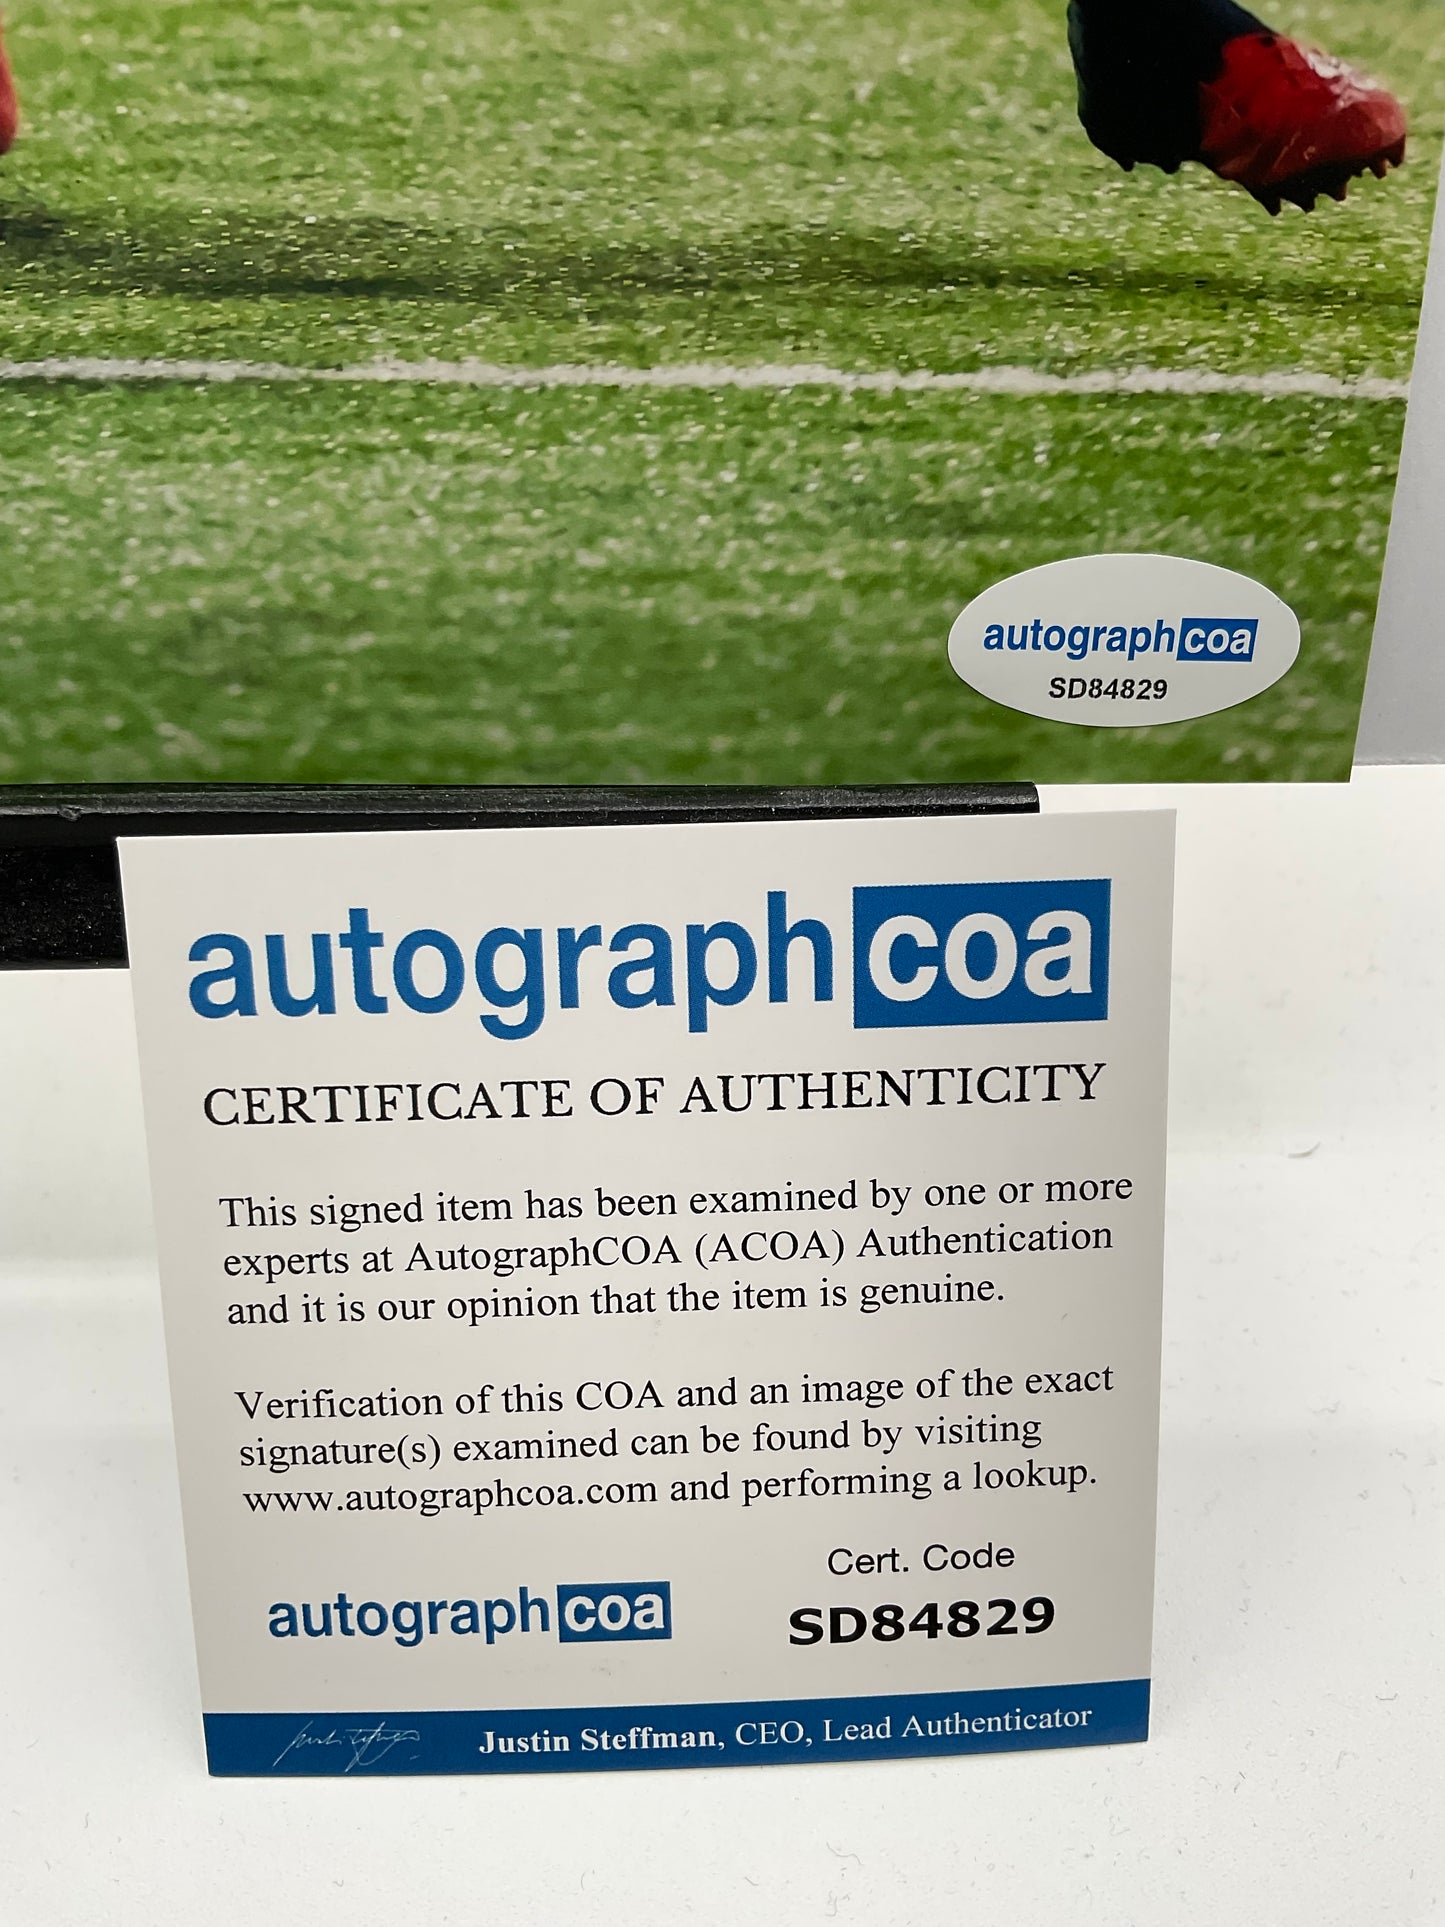 autographcoa
SD84829
autographcoa
CERTIFICATE OF AUTHENTICITY
This signed item has been examined by one or more
experts at AutographCOA (ACOA) Authentication
and it is our opinion that the item is genuine.
Verification of this COA and an image of the exact
signature(s) examined can be found by visiting
www.autographcoa.com and performing a lookup.
autographcoa
Cert. Code
SD84829
Justin Steffman, CEO, Lead Authenticator